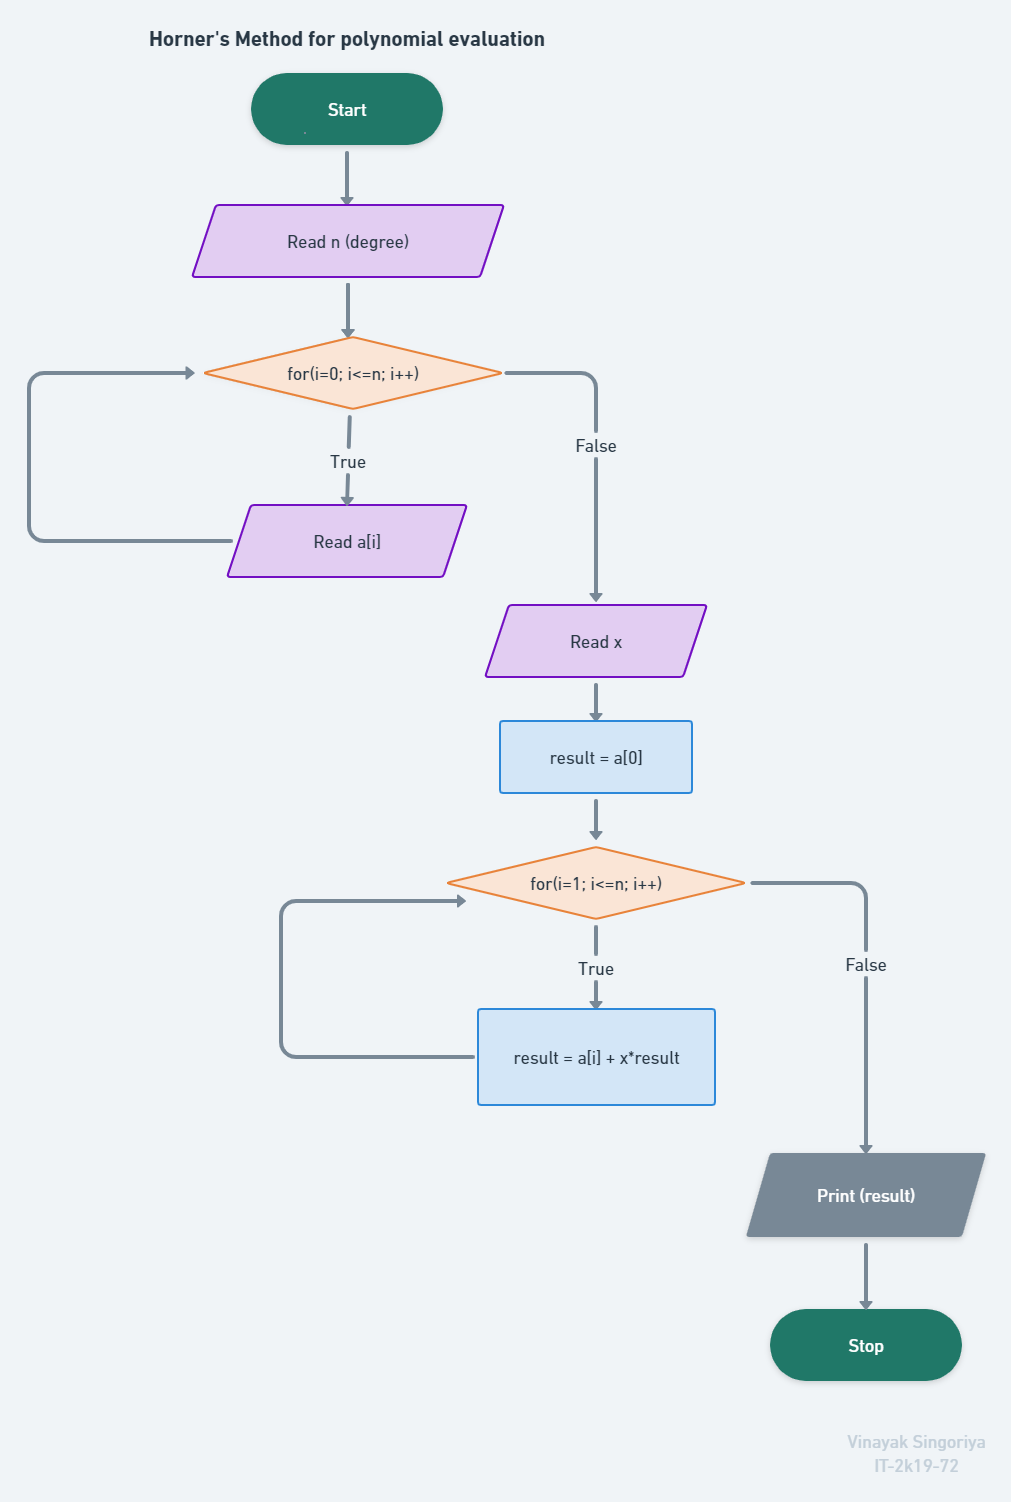 Horner's Method for polynomial evaluation
Start
Read n (degree)
for(i=0; i<=n; i++)
True
False
Read a[i]
Read x
result = a[0]
for(i=1; i<=n; i++)
True
False
result = a[i] + x*result
Print (result)
Stop
Vinayak Singoriya
IT-2k19-72